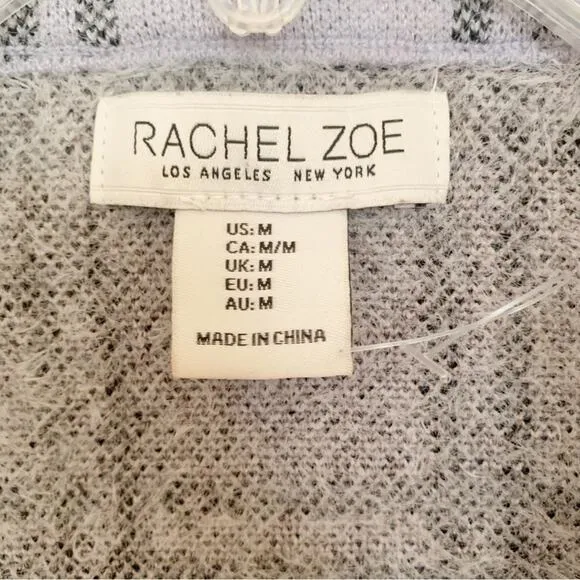 RACHEL ZOE
LOS ANGELES NEW YORK
US: M
CA: M/M
UK: M
EU: M
AU: M
MADE IN CHINA